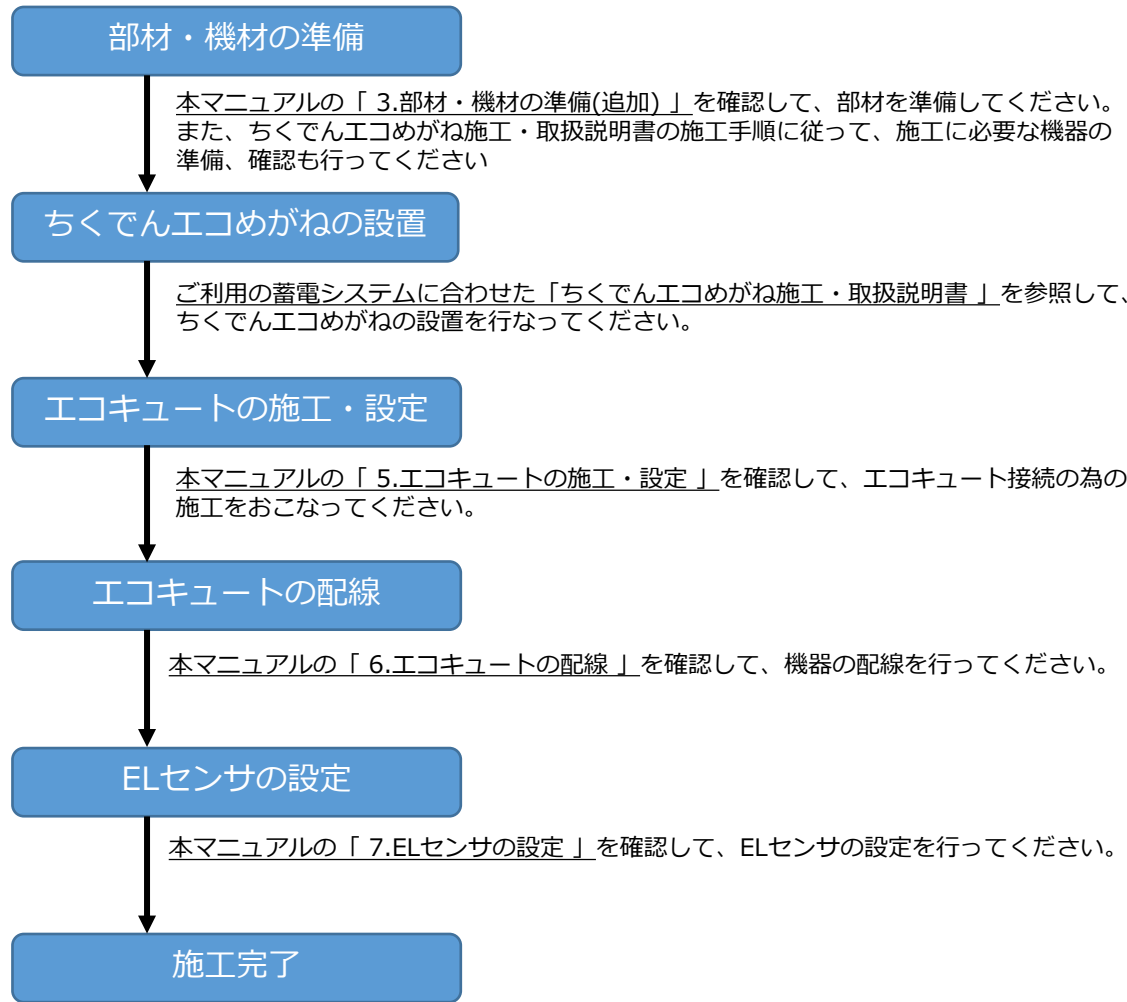 部材・機材の準備
本マニュアルの「 3.部材・機材の準備(追加) 」を確認して、部材を準備してください。
また、ちくでんエコめがね施工・取扱説明書の施工手順に従って、施工に必要な機器の
準備、確認も行ってください
ちくでんエコめがねの設置
ご利用の蓄電システムに合わせた「ちくでんエコめがね施工・取扱説明書 」を参照して、
ちくでんエコめがねの設置を行なってください。
エコキュートの施工・設定
本マニュアルの「 5.エコキュートの施工・設定 」を確認して、エコキュート接続の為の
施工をおこなってください。
エコキュートの配線
本マニュアルの「 6.エコキュートの配線 」を確認して、機器の配線を行ってください。
ELセンサの設定
本マニュアルの「 7.ELセンサの設定 」を確認して、ELセンサの設定を行ってください。
施工完了